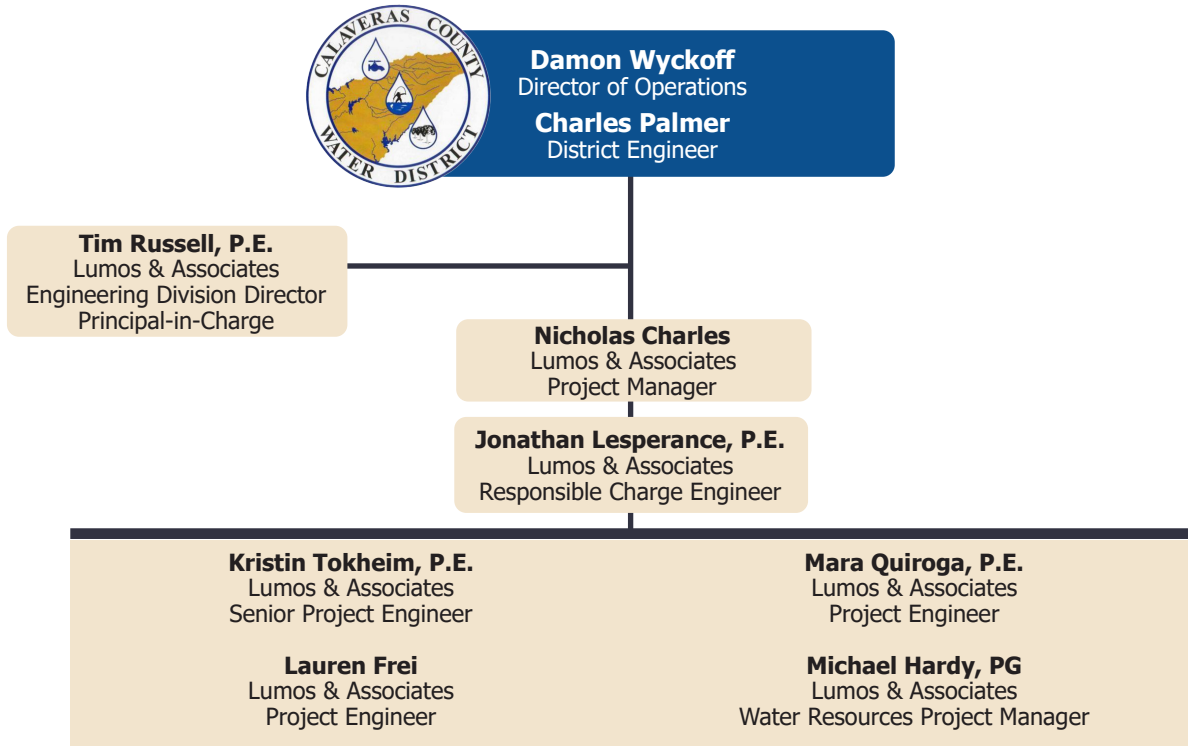 CALAVERAS COUNTY
WATER DISTRICT
Damon Wyckoff
Director of Operations
Charles Palmer
District Engineer
Tim Russell, P.E.
Lumos & Associates
Engineering Division Director
Principal-in-Charge
Nicholas Charles
Lumos & Associates
Project Manager
Jonathan Lesperance, P.E.
Lumos & Associates
Responsible Charge Engineer
Kristin Tokheim, P.E.
Lumos & Associates
Senior Project Engineer
Mara Quiroga, P.E.
Lumos & Associates
Project Engineer
Lauren Frei
Lumos & Associates
Project Engineer
Michael Hardy, PG
Lumos & Associates
Water Resources Project Manager